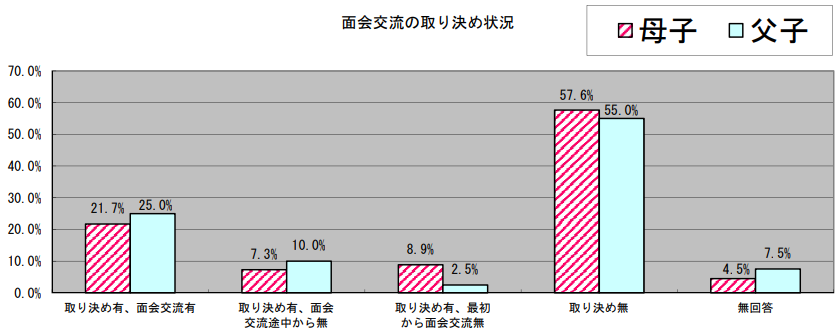 面会交流の取り決め状況
母子 父子
70.0%
60.0%
50.0%
40.0%
30.0%
20.0%
10.0%
0.0%
21.7% 25.0%
7.3% 10.0%
8.9% 2.5%
57.6% 55.0%
4.5% 7.5%
取り決め有、面会交流有
取り決め有、面会
交流途中から無
取り決め有、最初
から面会交流無
取り決め無
無回答